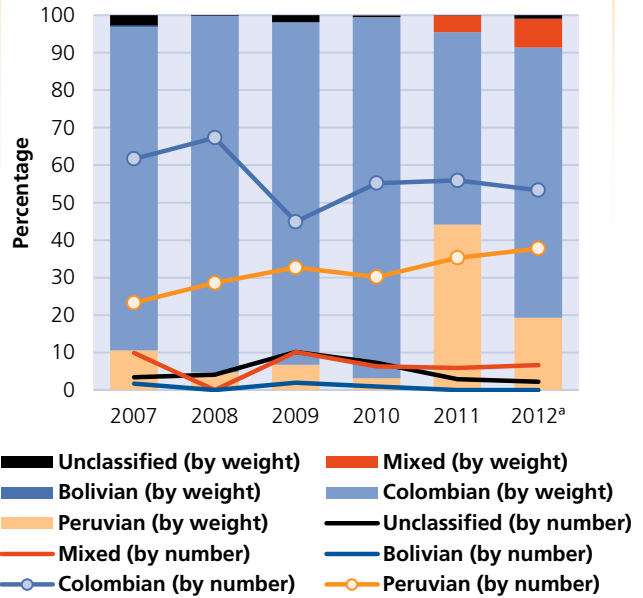 100
90
80
70
60
50
40
30
20
10
0
Percentage
2007 2008 2009 2010 2011 2012ᵃ
Unclassified (by weight) Mixed (by weight)
Bolivian (by weight) Colombian (by weight)
Peruvian (by weight) Unclassified (by number)
Mixed (by number) Bolivian (by number)
Colombian (by number) Peruvian (by number)